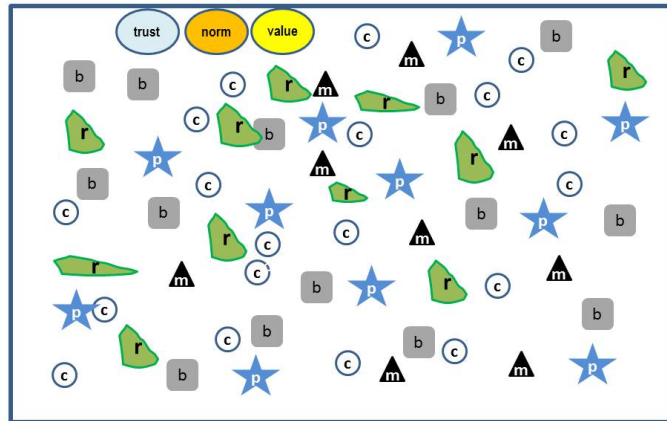 trust norm value
c p b
m c
b b c r m r
r b c
r c r b p c m c p
p m r
b c r p c
c b p b p b
r c c m
r m c m
b p r c
p c b
r c b b c
c b p c m m p